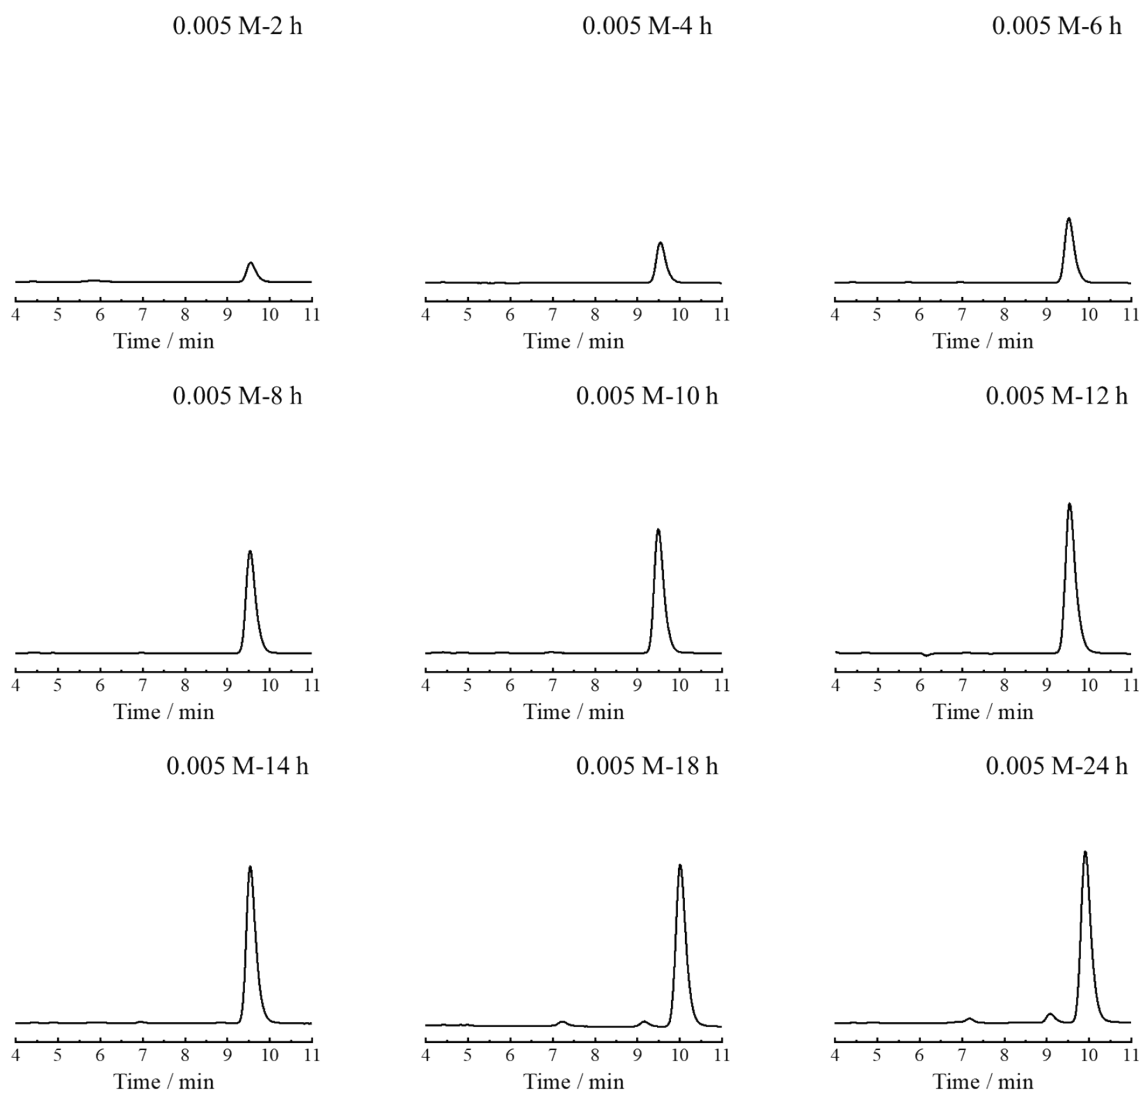 0.005 M-2 h 0.005 M-4 h 0.005 M-6 h
4 5 6 7 8 9 10 11 4 5 6 7 8 9 10 11 4 5 6 7 8 9 10 11
Time / min Time / min Time / min
0.005 M-8 h 0.005 M-10 h 0.005 M-12 h
4 5 6 7 8 9 10 11 4 5 6 7 8 9 10 11 4 5 6 7 8 9 10 11
Time / min Time / min Time / min
0.005 M-14 h 0.005 M-18 h 0.005 M-24 h
4 5 6 7 8 9 10 11 4 5 6 7 8 9 10 11 4 5 6 7 8 9 10 11
Time / min Time / min Time / min